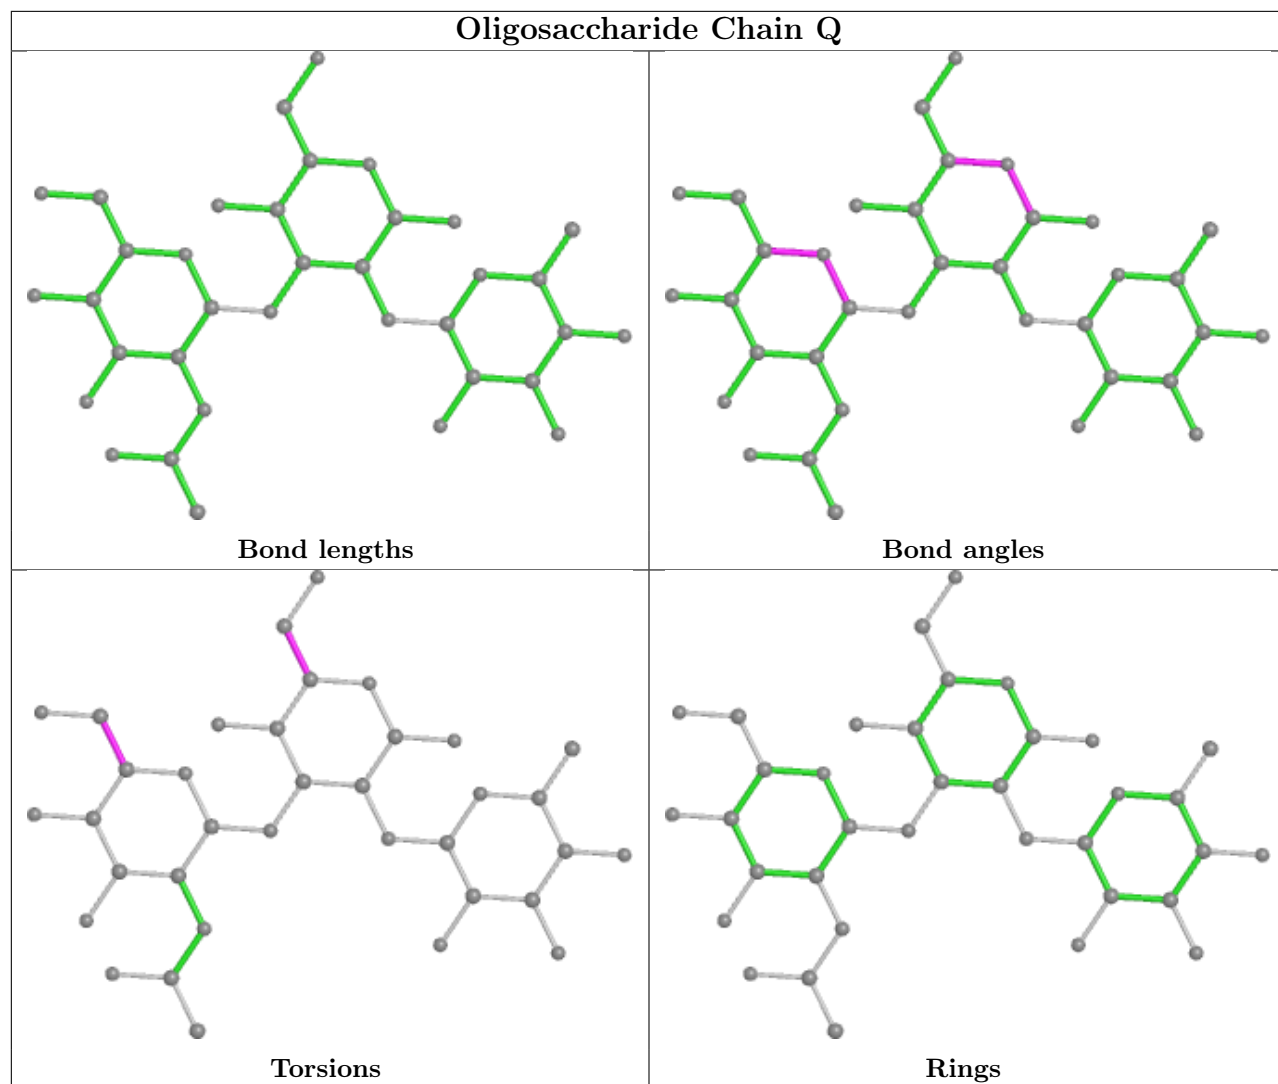 Oligosaccharide Chain Q
Bond lengths
Bond angles
Torsions
Rings